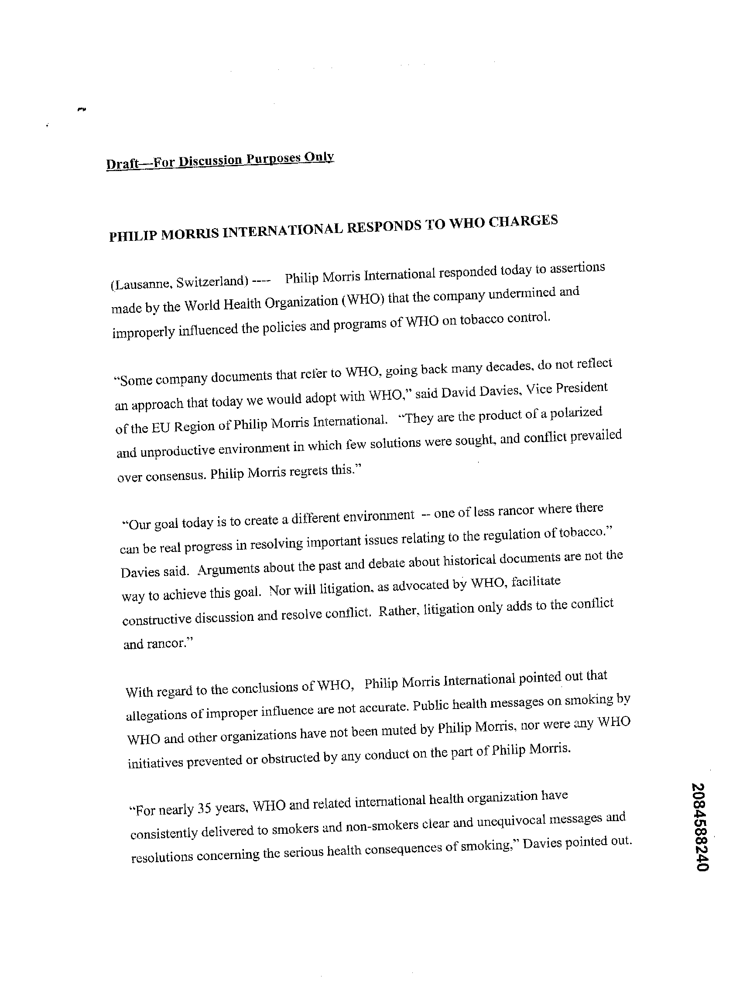 Draft—For Discussion Purposes Only
PHILIP MORRIS INTERNATIONAL RESPONDS TO WHO CHARGES
(Lausanne, Switzerland) ---- Philip Morris International responded today to assertions
made by the World Health Organization (WHO) that the company undermined and
improperly influenced the policies and programs of WHO on tobacco control.
“Some company documents that refer to WHO, going back many decades, do not reflect
an approach that today we would adopt with WHO,” said David Davies, Vice President
of the EU Region of Philip Morris International. “They are the product of a polarized
and unproductive environment in which few solutions were sought, and conflict prevailed
over consensus. Philip Morris regrets this.”
“Our goal today is to create a different environment -- one of less rancor where there
can be real progress in resolving important issues relating to the regulation of tobacco.”
Davies said. Arguments about the past and debate about historical documents are not the
way to achieve this goal. Nor will litigation, as advocated by WHO, facilitate
constructive discussion and resolve conflict. Rather, litigation only adds to the conflict
and rancor.”
With regard to the conclusions of WHO, Philip Morris International pointed out that
allegations of improper influence are not accurate. Public health messages on smoking by
WHO and other organizations have not been muted by Philip Morris, nor were any WHO
initiatives prevented or obstructed by any conduct on the part of Philip Morris.
“For nearly 35 years, WHO and related international health organization have
consistently delivered to smokers and non-smokers clear and unequivocal messages and
resolutions concerning the serious health consequences of smoking,” Davies pointed out.
2084588240